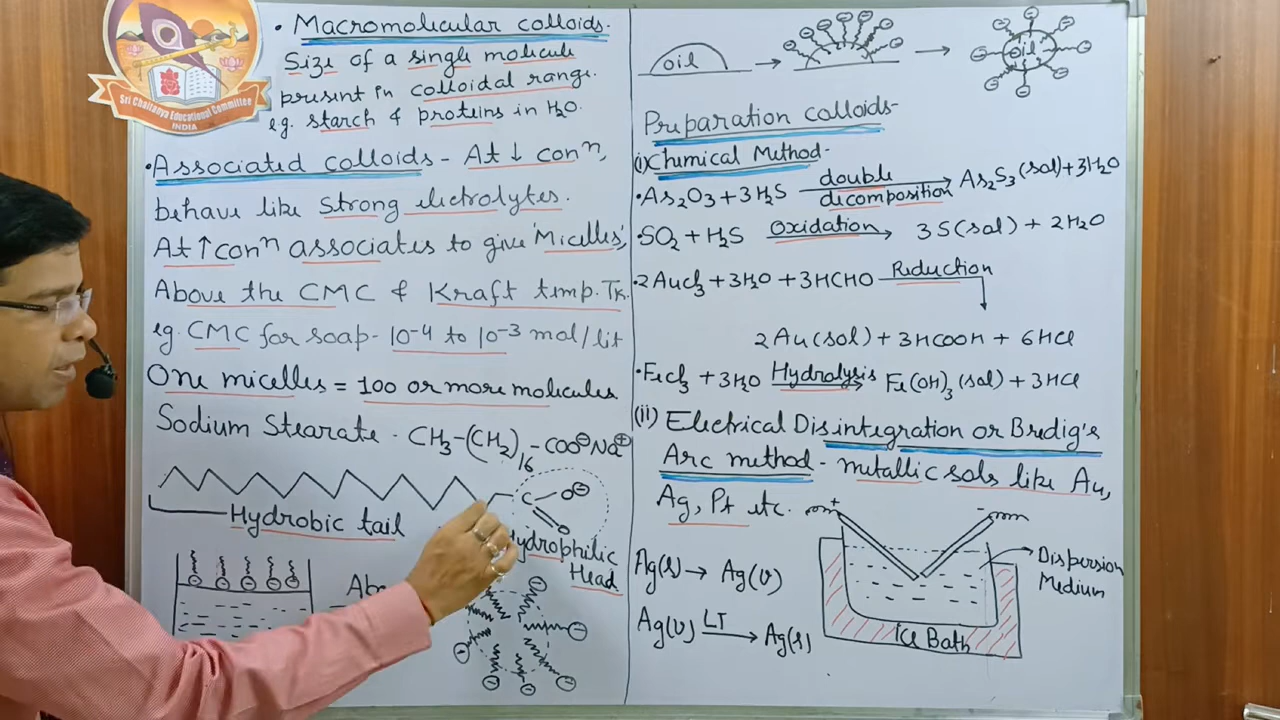 Sri Chaitanya Educational Committee
INDIA
• Macromolicular colloids-
Size of a single molecule
present in colloidal range.
eg. starch & proteins in H₂O.
•Associated colloids - At ↓ conⁿ,
behave like strong electrolytes.
At ↑ conⁿ associates to give 'Micelles',
Above the CMC & Kraft temp. Tₖ.
eg. CMC for soap - 10⁻⁴ to 10⁻³ mol/lit
One micelles = 100 or more molecules
Sodium Stearate - CH₃-(CH₂)₁₆-COO⊖Na⊕
C O⊖
O
Hydrobic tail
Hydrophilic
Head
oil → → oil
Preparation colloids-
(i) Chemical Method-
•As₂O₃ + 3H₂S double decomposition → As₂S₃ (sol) + 3H₂O
•SO₂ + H₂S Oxidation → 3S(sol) + 2H₂O
•2AuCl₃ + 3H₂O + 3HCHO Reduction ↓
2Au(sol) + 3HCOOH + 6HCl
•FeCl₃ + 3H₂O Hydrolysis → Fe(OH)₃ (sol) + 3HCl
(ii) Electrical Disintegration or Bredig's
Arc method - metallic sols like Au,
Ag, Pt etc.
+ -
Ag(s) → Ag(v)
Ag(v) LT → Ag(s)
Dispersion
Medium
Ice Bath